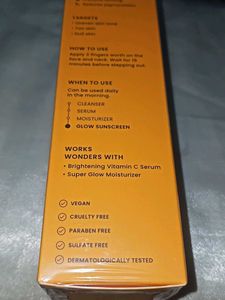 Reduces pigmentation
TARGETS
• Uneven skin tone
• Tan skin
• Dull skin
HOW TO USE
Apply 3 fingers worth on the
face and neck. Wait for 15
minutes before stepping out.
WHEN TO USE
Can be used daily
in the morning.
CLEANSER
SERUM
MOISTURIZER
GLOW SUNSCREEN
WORKS
WONDERS WITH
• Brightening Vitamin C Serum
• Super Glow Moisturizer
VEGAN
CRUELTY FREE
PARABEN FREE
SULFATE FREE
DERMATOLOGICALLY TESTED